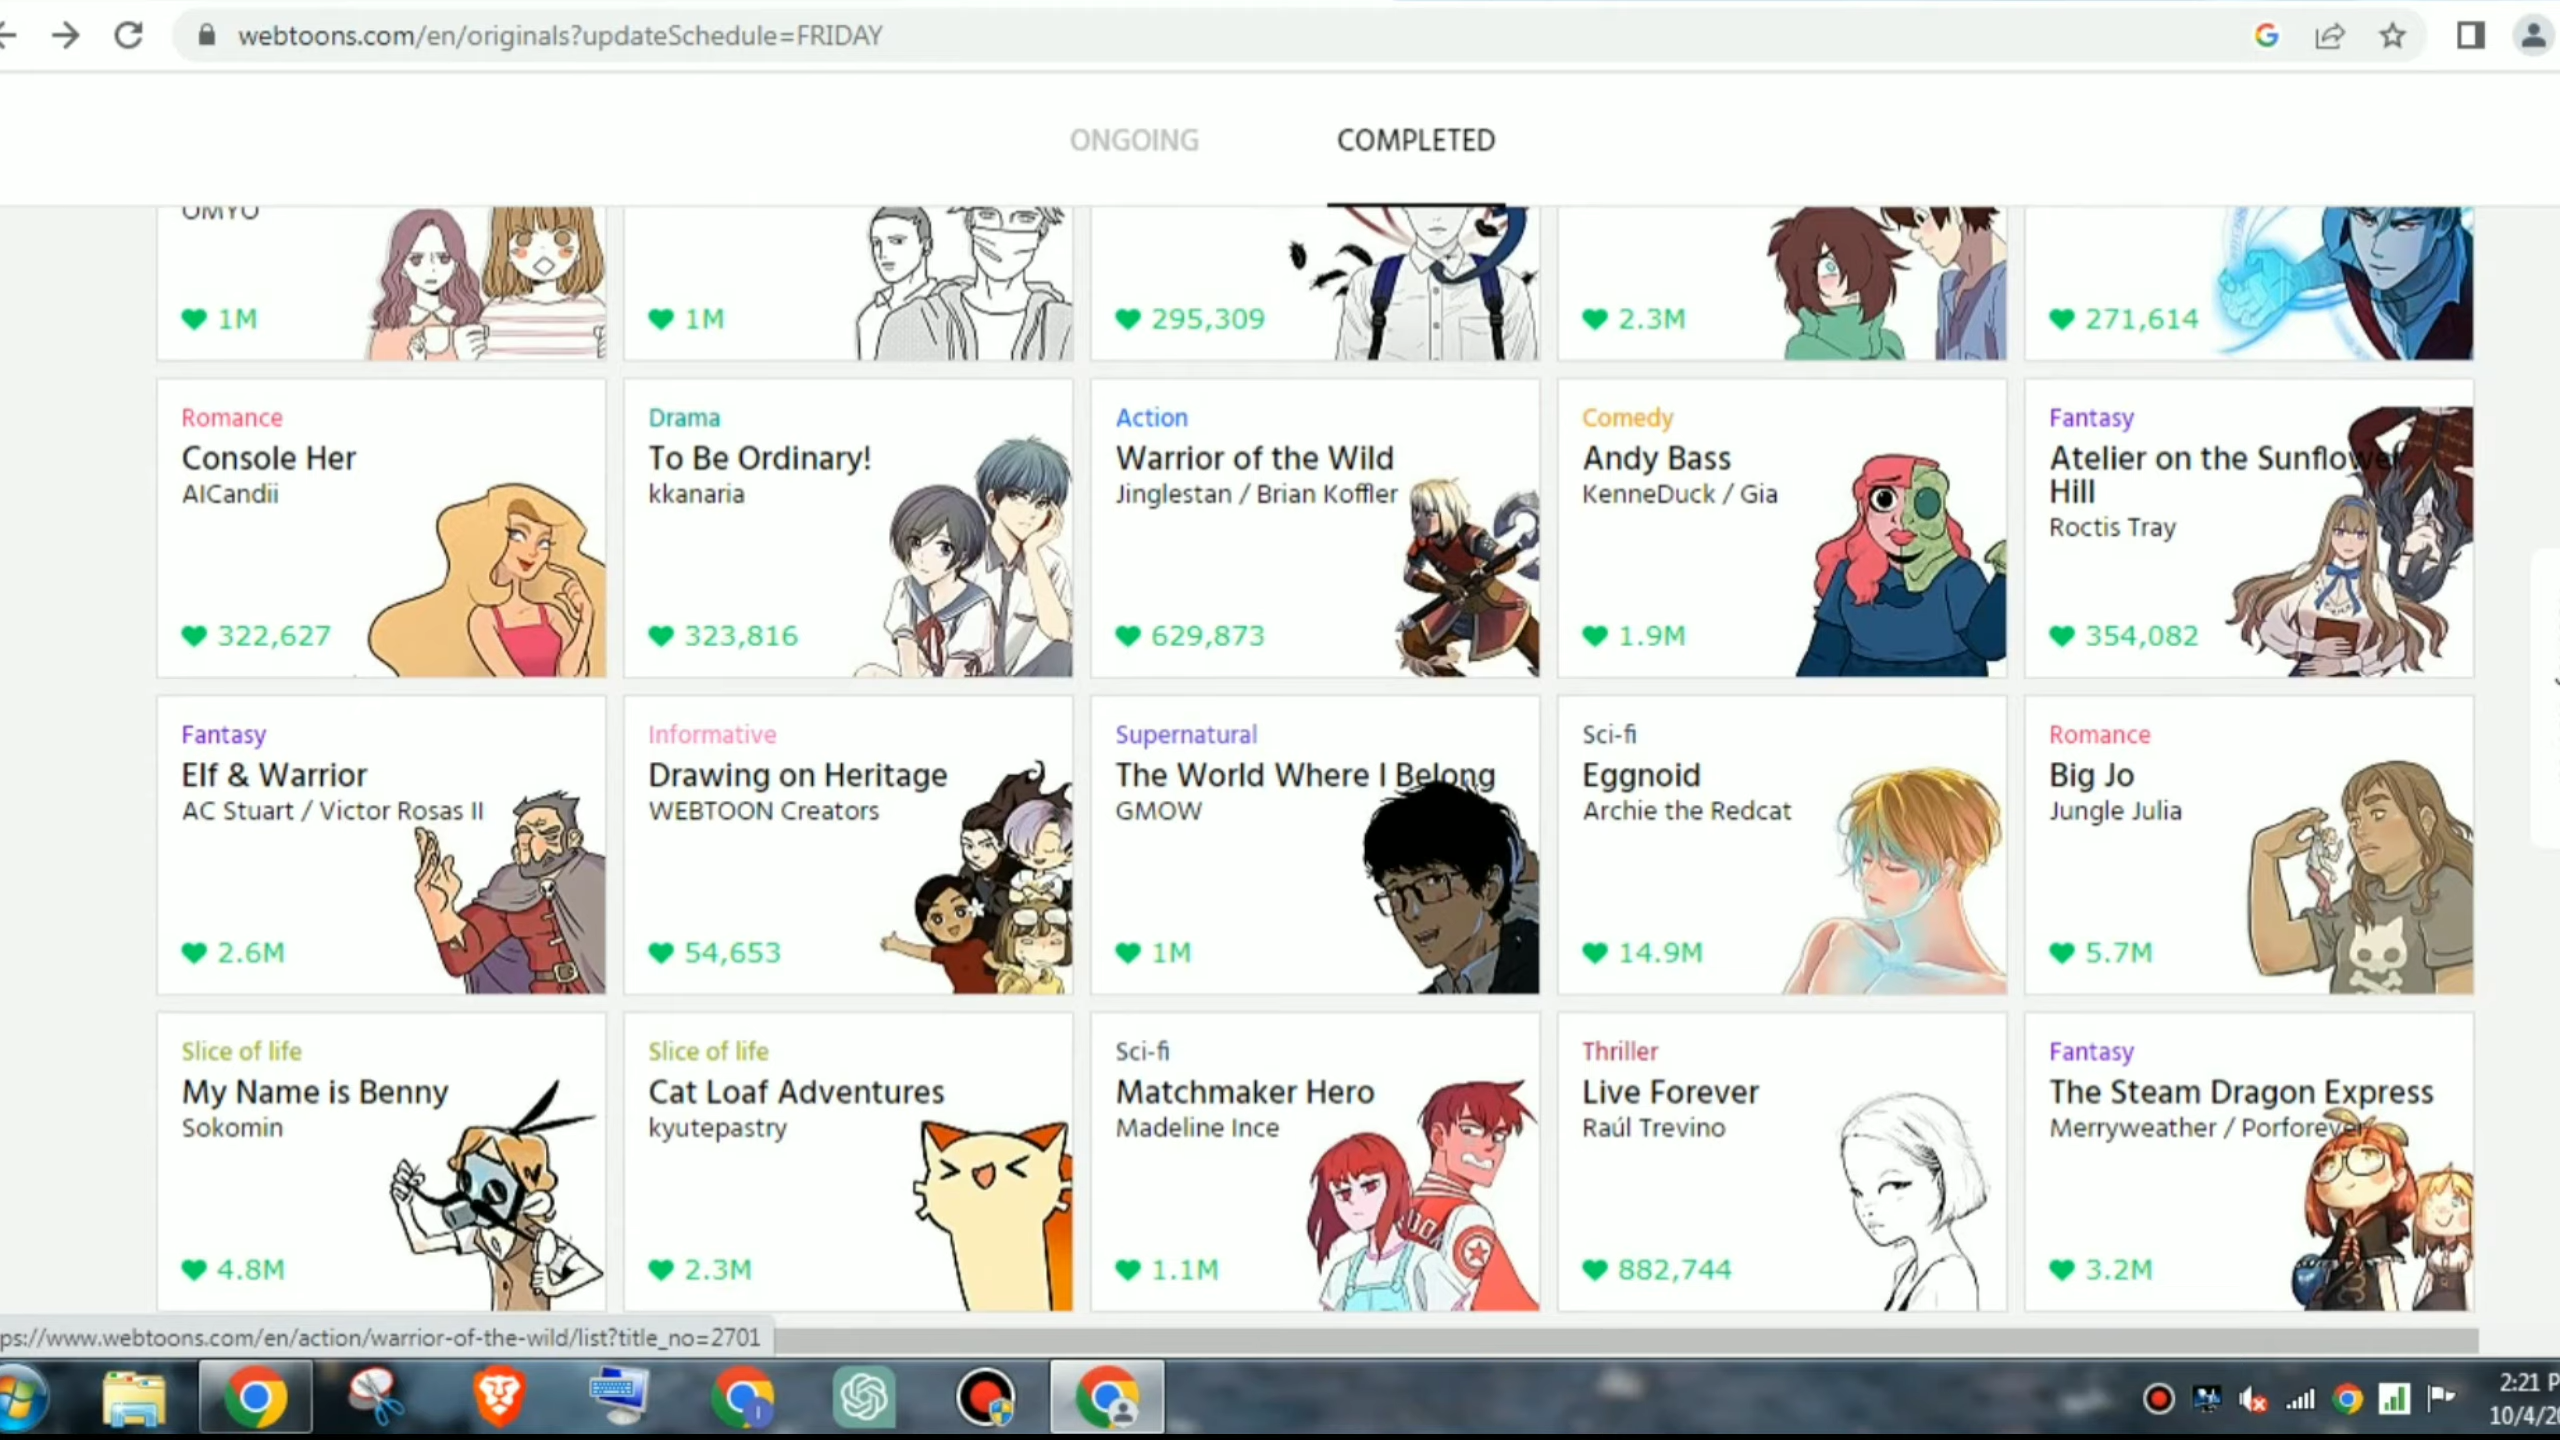 webtoons.com/en/originals?updateSchedule=FRIDAY
ONGOING COMPLETED
OMYO
1M
1M
295,309
2.3M
271,614
Romance
Console Her
AlCandii
322,627
Drama
To Be Ordinary!
kkanaria
323,816
Action
Warrior of the Wild
Jinglestan / Brian Koffler
629,873
Comedy
Andy Bass
KenneDuck / Gia
1.9M
Fantasy
Atelier on the Sunflower
Hill
Roctis Tray
354,082
Fantasy
Elf & Warrior
AC Stuart / Victor Rosas II
2.6M
Informative
Drawing on Heritage
WEBTOON Creators
54,653
Supernatural
The World Where I Belong
GMOW
1M
Sci-fi
Eggnoid
Archie the Redcat
14.9M
Romance
Big Jo
Jungle Julia
5.7M
Slice of life
My Name is Benny
Sokomin
4.8M
Slice of life
Cat Loaf Adventures
kyutepastry
2.3M
Sci-fi
Matchmaker Hero
Madeline Ince
1.1M
Thriller
Live Forever
Raúl Trevino
882,744
Fantasy
The Steam Dragon Express
Merryweather / Porforever
3.2M
ps://www.webtoons.com/en/action/warrior-of-the-wild/list?title_no=2701
2:21 P
10/4/20